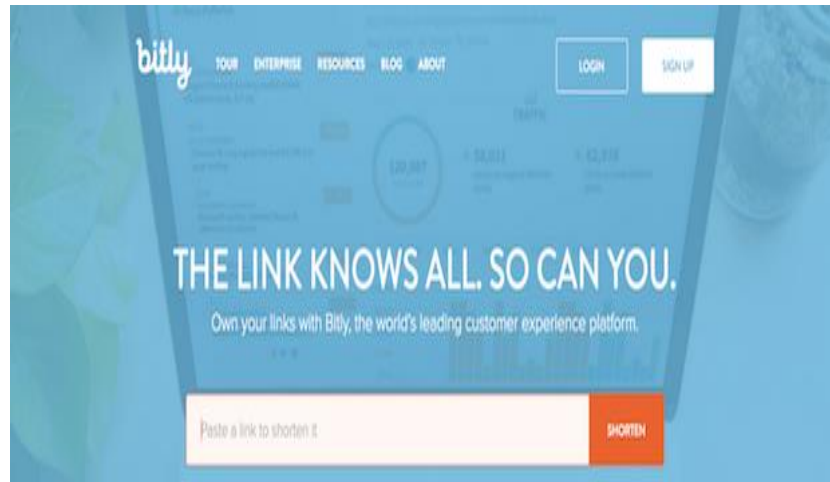 bitly TOUR ENTERPRISE RESOURCES BLOG ABOUT LOGIN SIGN UP
TRAFFIC
THE LINK KNOWS ALL. SO CAN YOU.
Own your links with Bitly, the world's leading customer experience platform.
Paste a link to shorten it SHORTEN